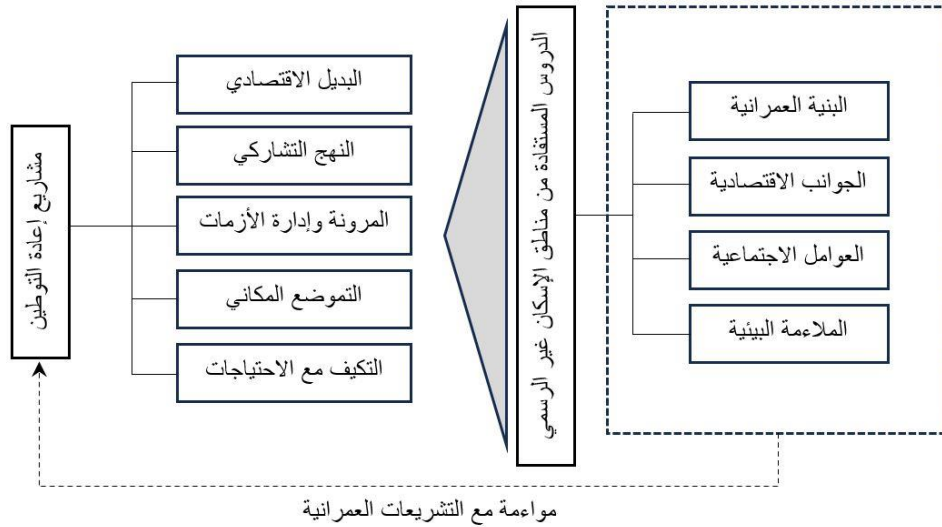 البنية العمرانية
الجوانب الاقتصادية
العوامل الاجتماعية
الملاءمة البيئية
الدروس المستفادة من مناطق الإسكان غير الرسمي
البديل الاقتصادي
النهج التشاركي
المرونة وإدارة الأزمات
التموضع المكاني
التكيف مع الاحتياجات
مشاريع إعادة التوطين
مواءمة مع التشريعات العمرانية